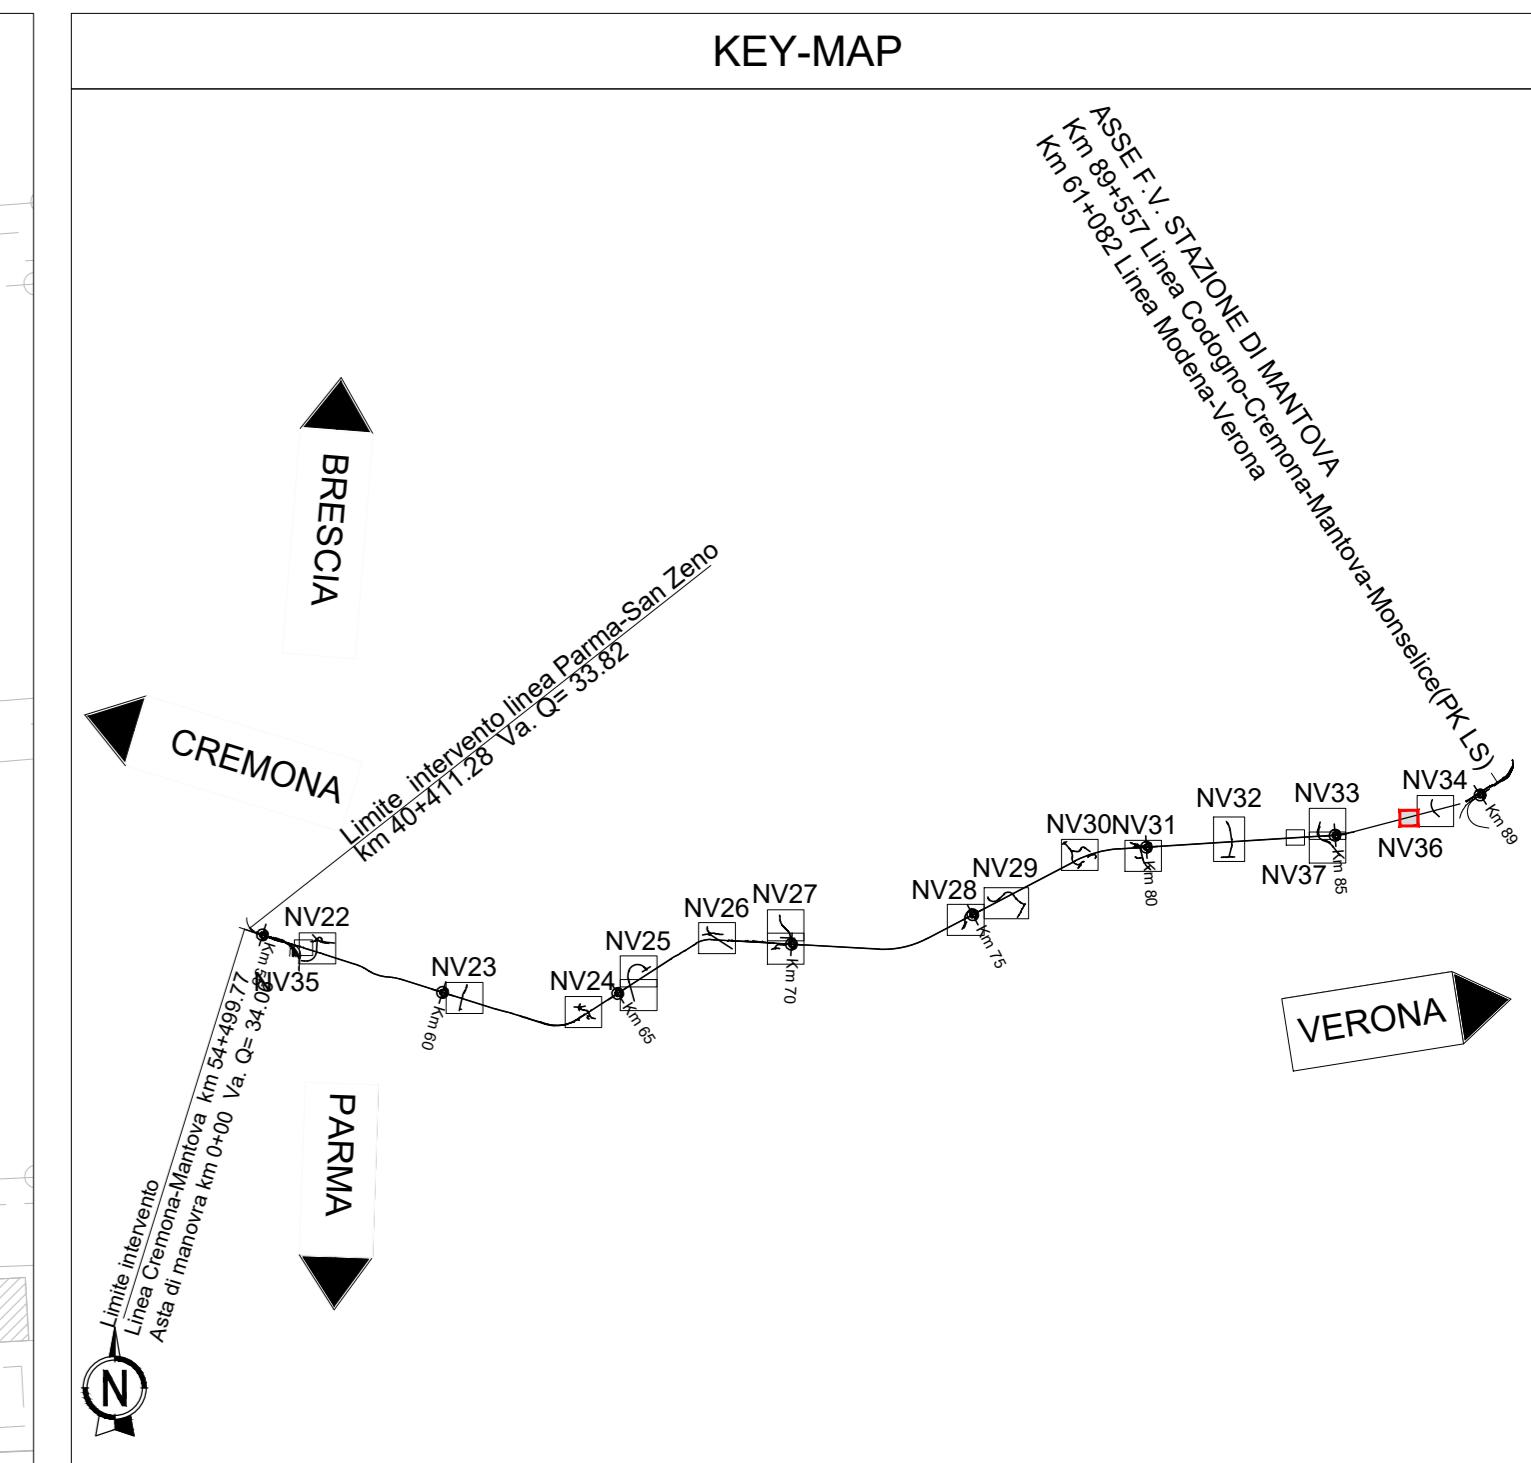 KEY-MAP
ASSE F.V. STAZIONE DI MANTOVA
Km 89+557 Linea Codogno-Cremona-Mantova-Monselice(PK LS)
Km 61+082 Linea Modena-Verona
BRESCIA
CREMONA
Limite intervento linea Parma-San Zeno
km 40+411.28 Va. Q= 33.82
NV22
NV35
NV23
Km 60
NV24
NV25
Km 65
NV26
NV27
Km 70
NV28
NV29
Km 75
NV30
NV31
Km 80
NV32
NV37
NV33
Km 85
NV36
NV34
Km 89
VERONA
PARMA
Limite intervento
Linea Cremona-Mantova km 54+499.77
Asta di manovra km 0+00 Va. Q=
N